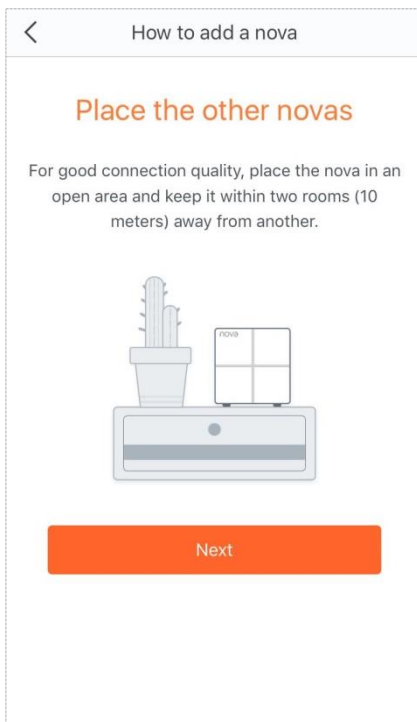 How to add a nova
Place the other novas
For good connection quality, place the nova in an
open area and keep it within two rooms (10
meters) away from another.
nova
Next